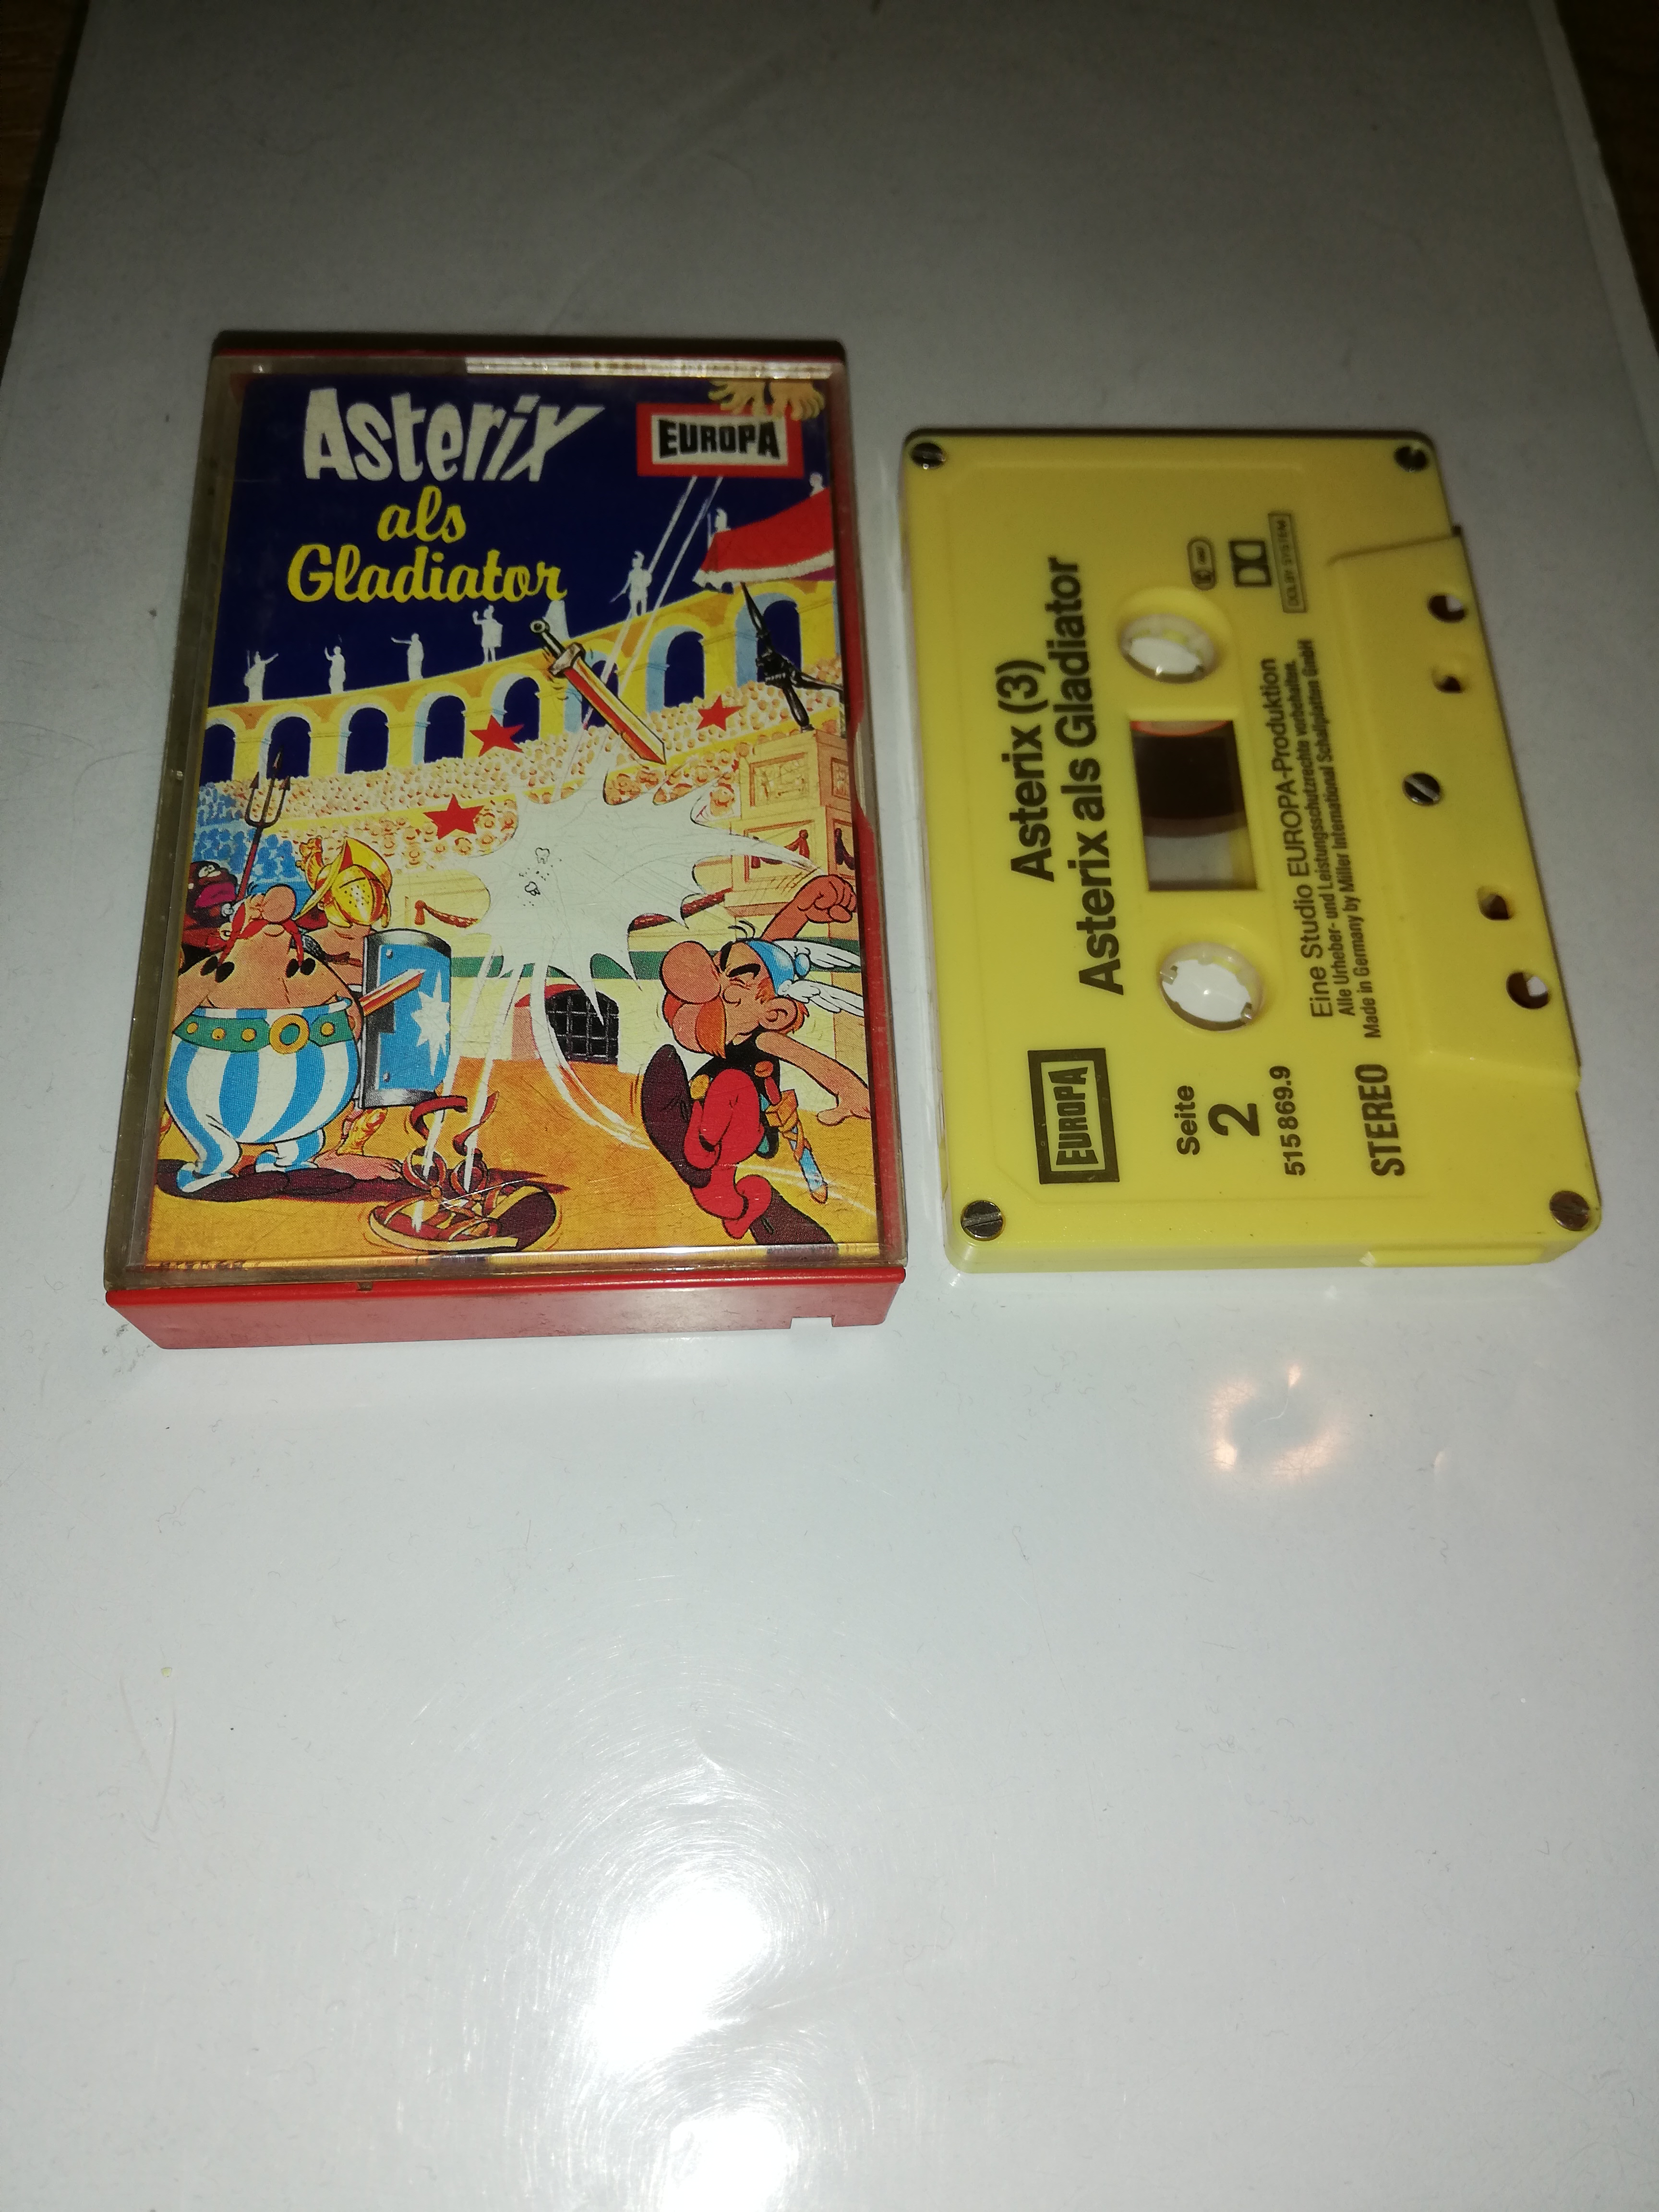 Asterix
als
Gladiator
EUROPA
Asterix (3)
Asterix als Gladiator
EUROPA
Seite
2
515 869.9
STEREO
DOLBY SYSTEM
Eine Studio EUROPA-Produktion
Alle Urheber- und Leistungsschutzrechte vorbehalten.
Made in Germany by Miller International Schallplatten GmbH